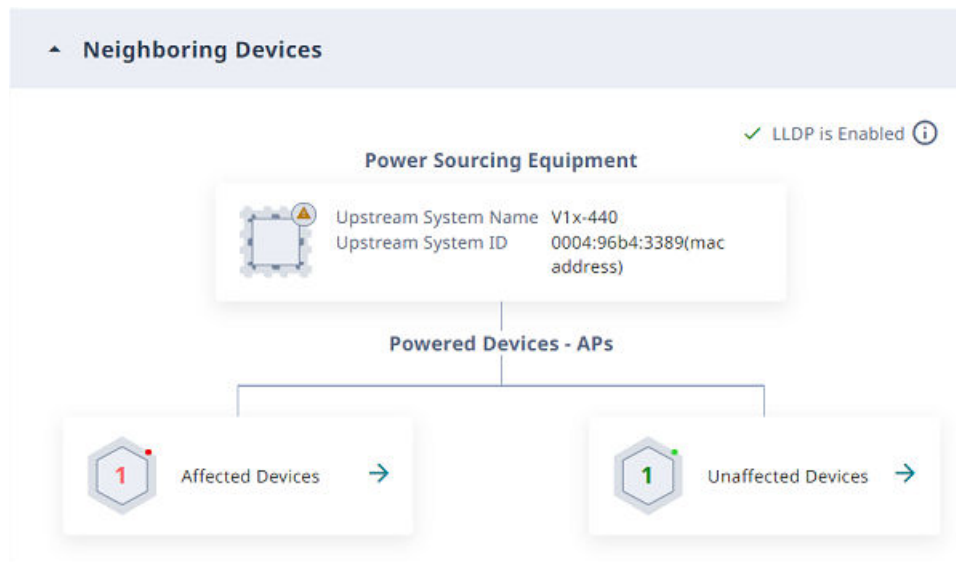 Neighboring Devices
LLDP is Enabled
Power Sourcing Equipment
Upstream System Name V1x-440
Upstream System ID 0004:96b4:3389(mac
address)
Powered Devices - APs
1 Affected Devices
1 Unaffected Devices